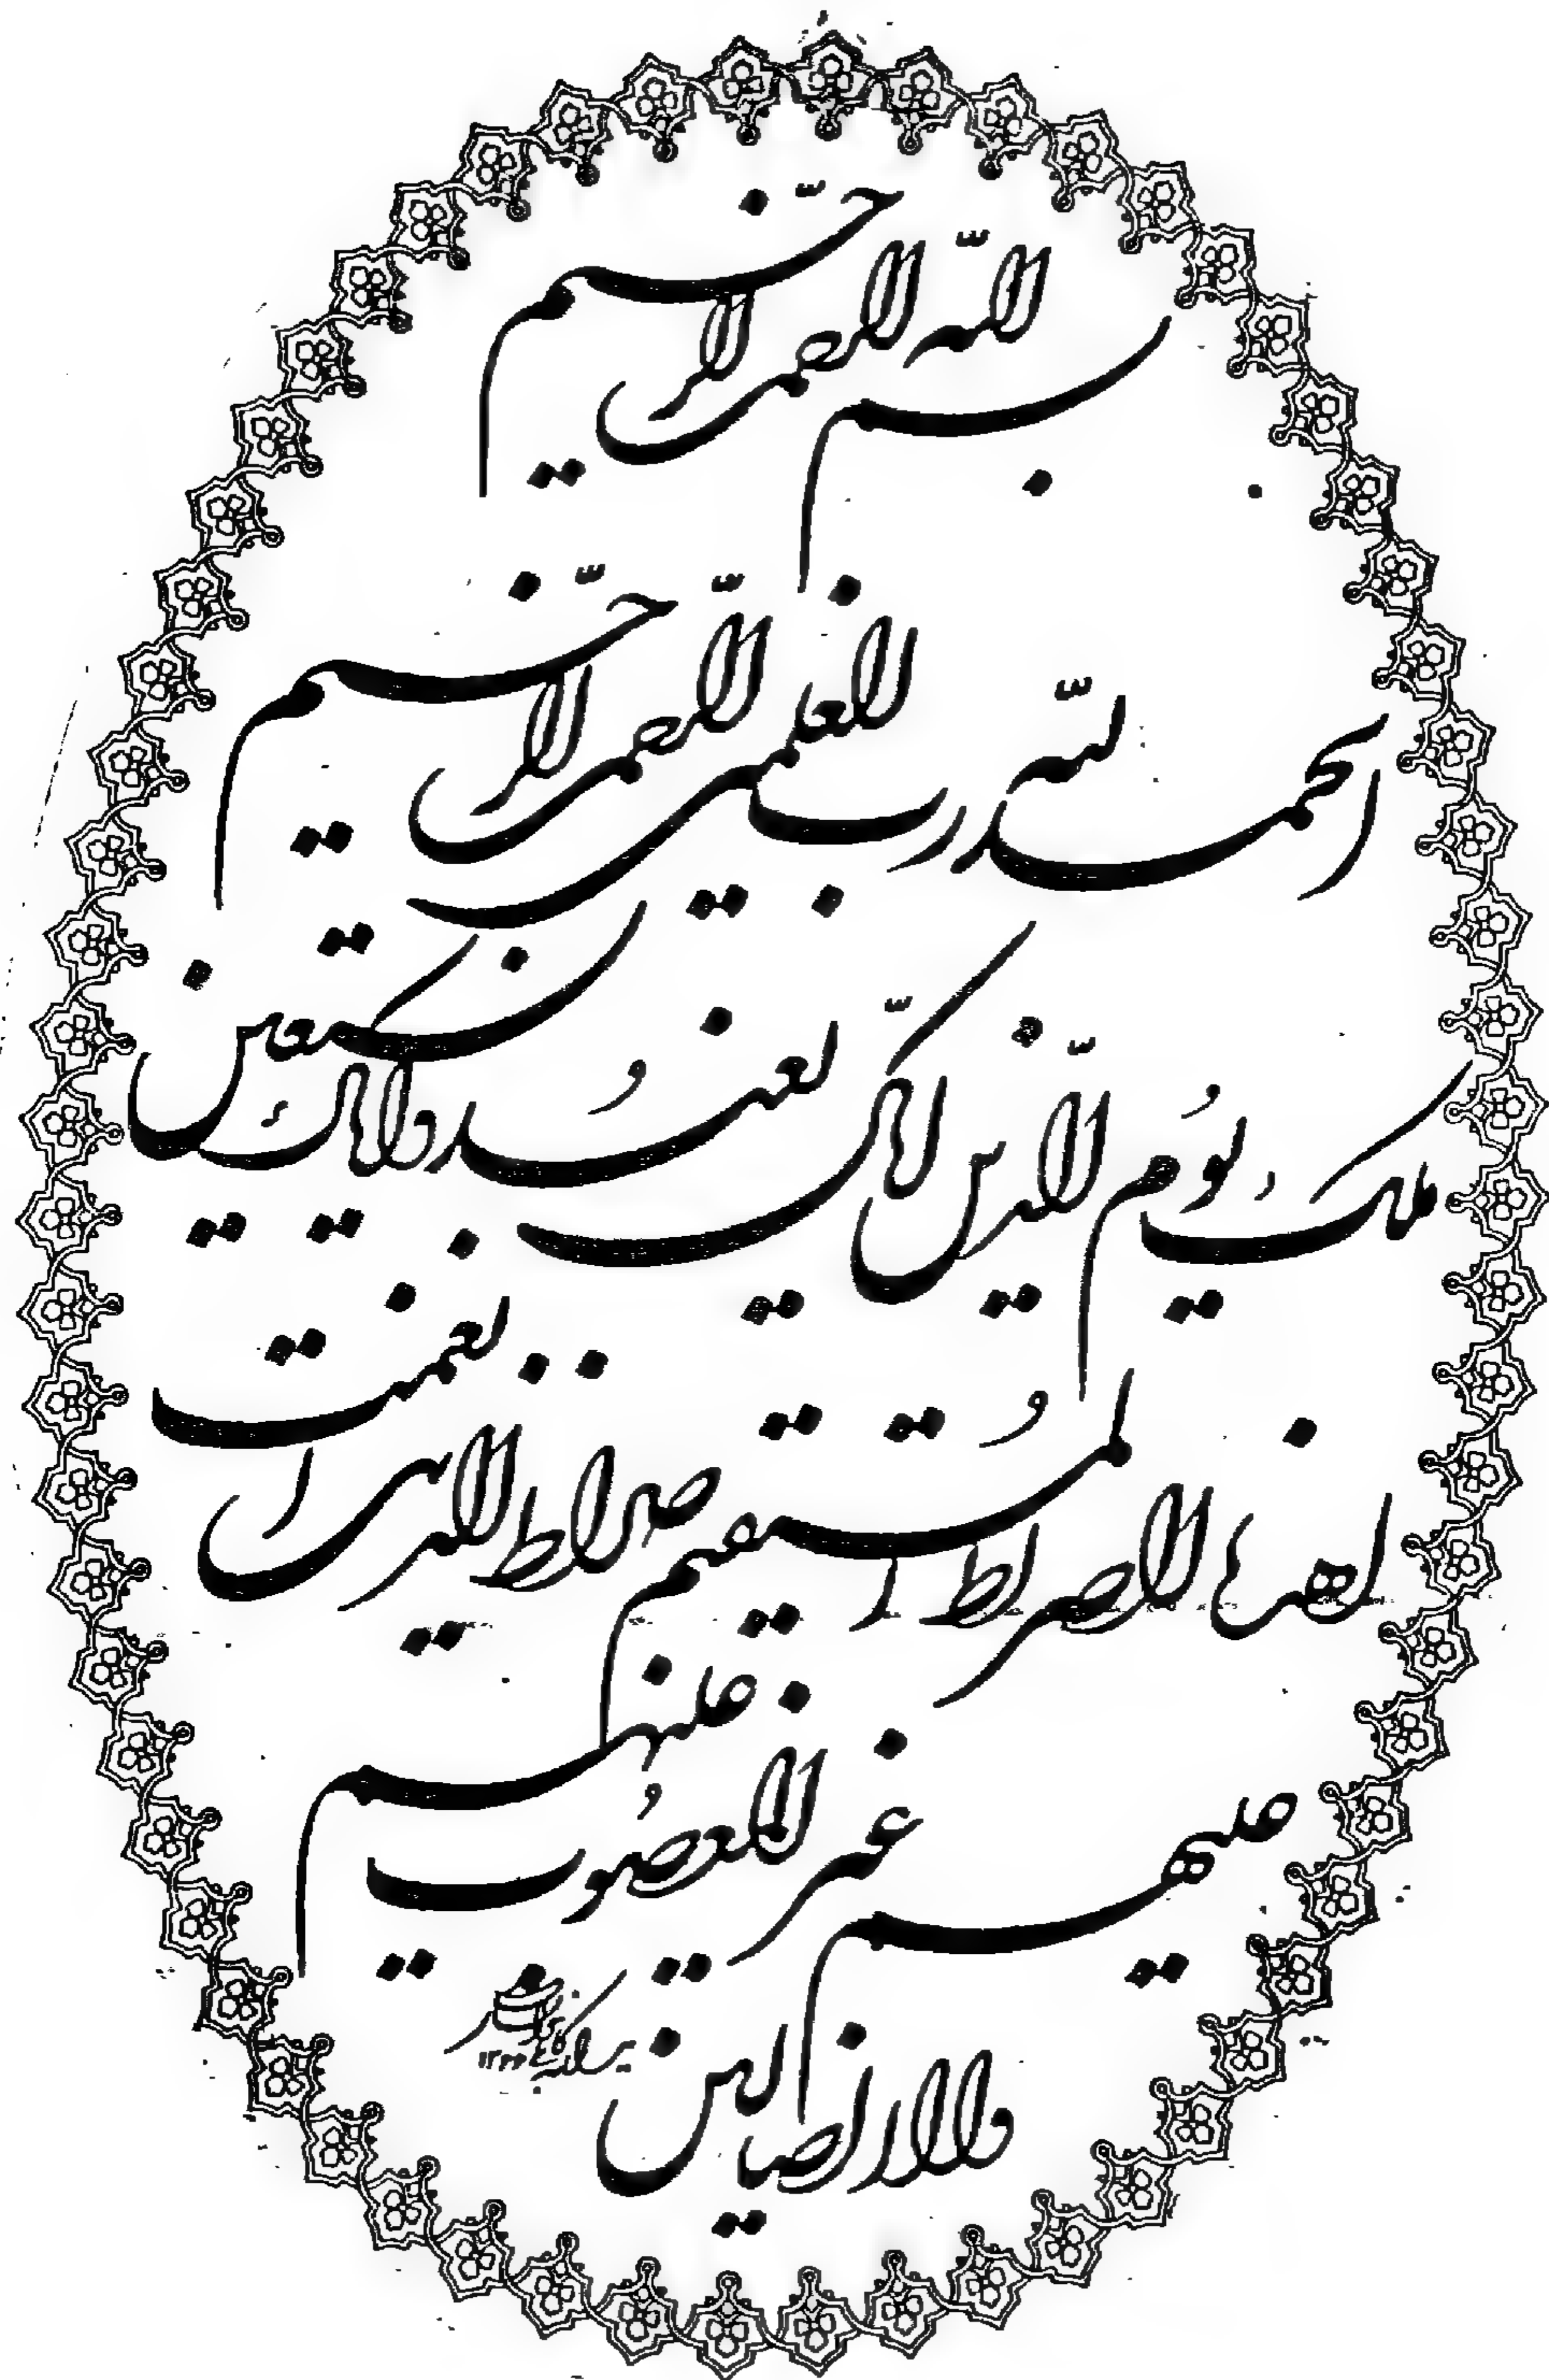 بسم الله الرحمن الرحیم
الحمد لله رب العلمین الرحمن الرحیم
ملک یوم الدین ایاک نعبد وایاک نستعین
اهدنا الصراط المستقیم صراط الذین انعمت
علیهم غیر المغضوب علیهم
ولا الضالین